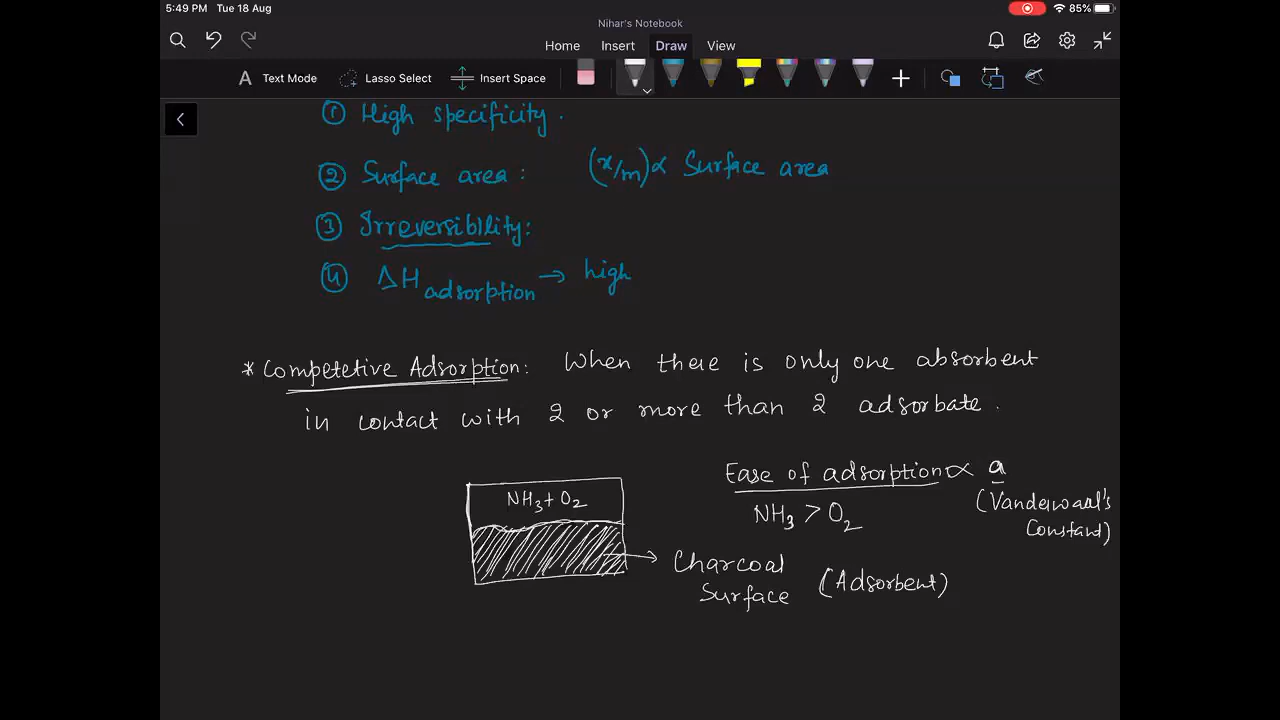 5:49 PM Tue 18 Aug 85%
Nihar's Notebook
Home Insert Draw View
A Text Mode Lasso Select Insert Space
① High specificity.
② Surface area: (x/m) ∝ Surface area
③ Irreversibility:
④ ΔH adsorption → high
* Competetive Adsorption: When there is only one absorbent
in contact with 2 or more than 2 adsorbate.
Ease of adsorption ∝ a
(Vanderwaal's
Constant)
NH₃ + O₂
NH₃ > O₂
Charcoal
Surface (Adsorbent)